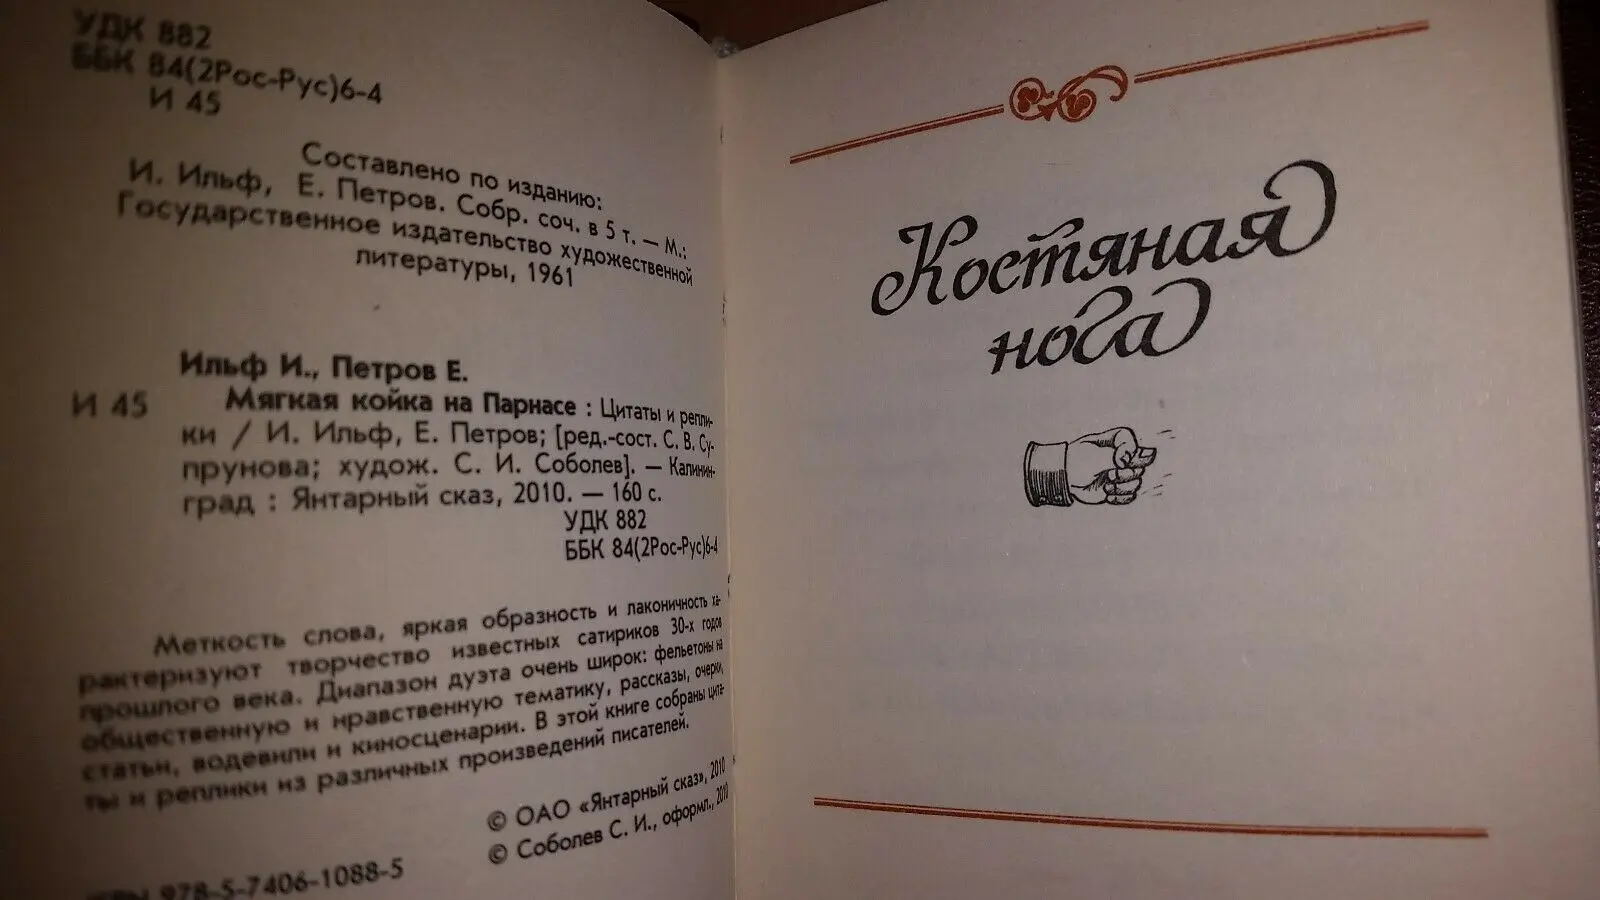 УДК 882
ББК 84(2Рос-Рус)6-4
И 45
Составлено по изданию:
И. Ильф, Е. Петров. Собр. соч. в 5 т. — М.:
Государственное издательство художественной
литературы, 1961
Ильф И., Петров Е.
И 45 Мягкая койка на Парнасе : Цитаты и репли-
ки / И. Ильф, Е. Петров; [ред.-сост. С. В. Су-
прунова; худож. С. И. Соболев]. — Калинин-
град : Янтарный сказ, 2010. — 160 с.
УДК 882
ББК 84(2Рос-Рус)6-4
Меткость слова, яркая образность и лаконичность ха-
рактеризуют творчество известных сатириков 30-х годов
прошлого века. Диапазон дуэта очень широк: фельетоны на
общественную и нравственную тематику, рассказы, очерки,
статьи, водевили и киносценарии. В этой книге собраны цита-
ты и реплики из различных произведений писателей.
© ОАО «Янтарный сказ», 2010
© Соболев С. И., оформл., 2010
978-5-7406-1088-5
Костяная
нога